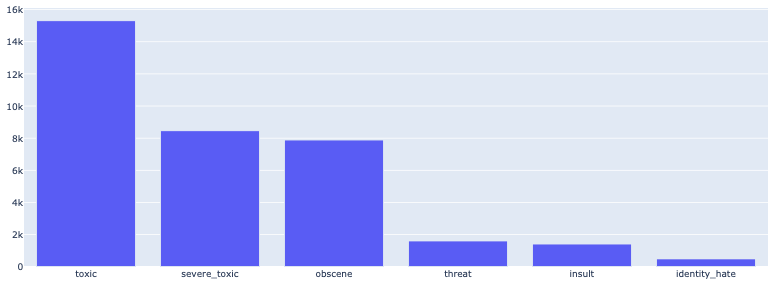 16k
14k
12k
10k
8k
6k
4k
2k
0
toxic severe_toxic obscene threat insult identity_hate